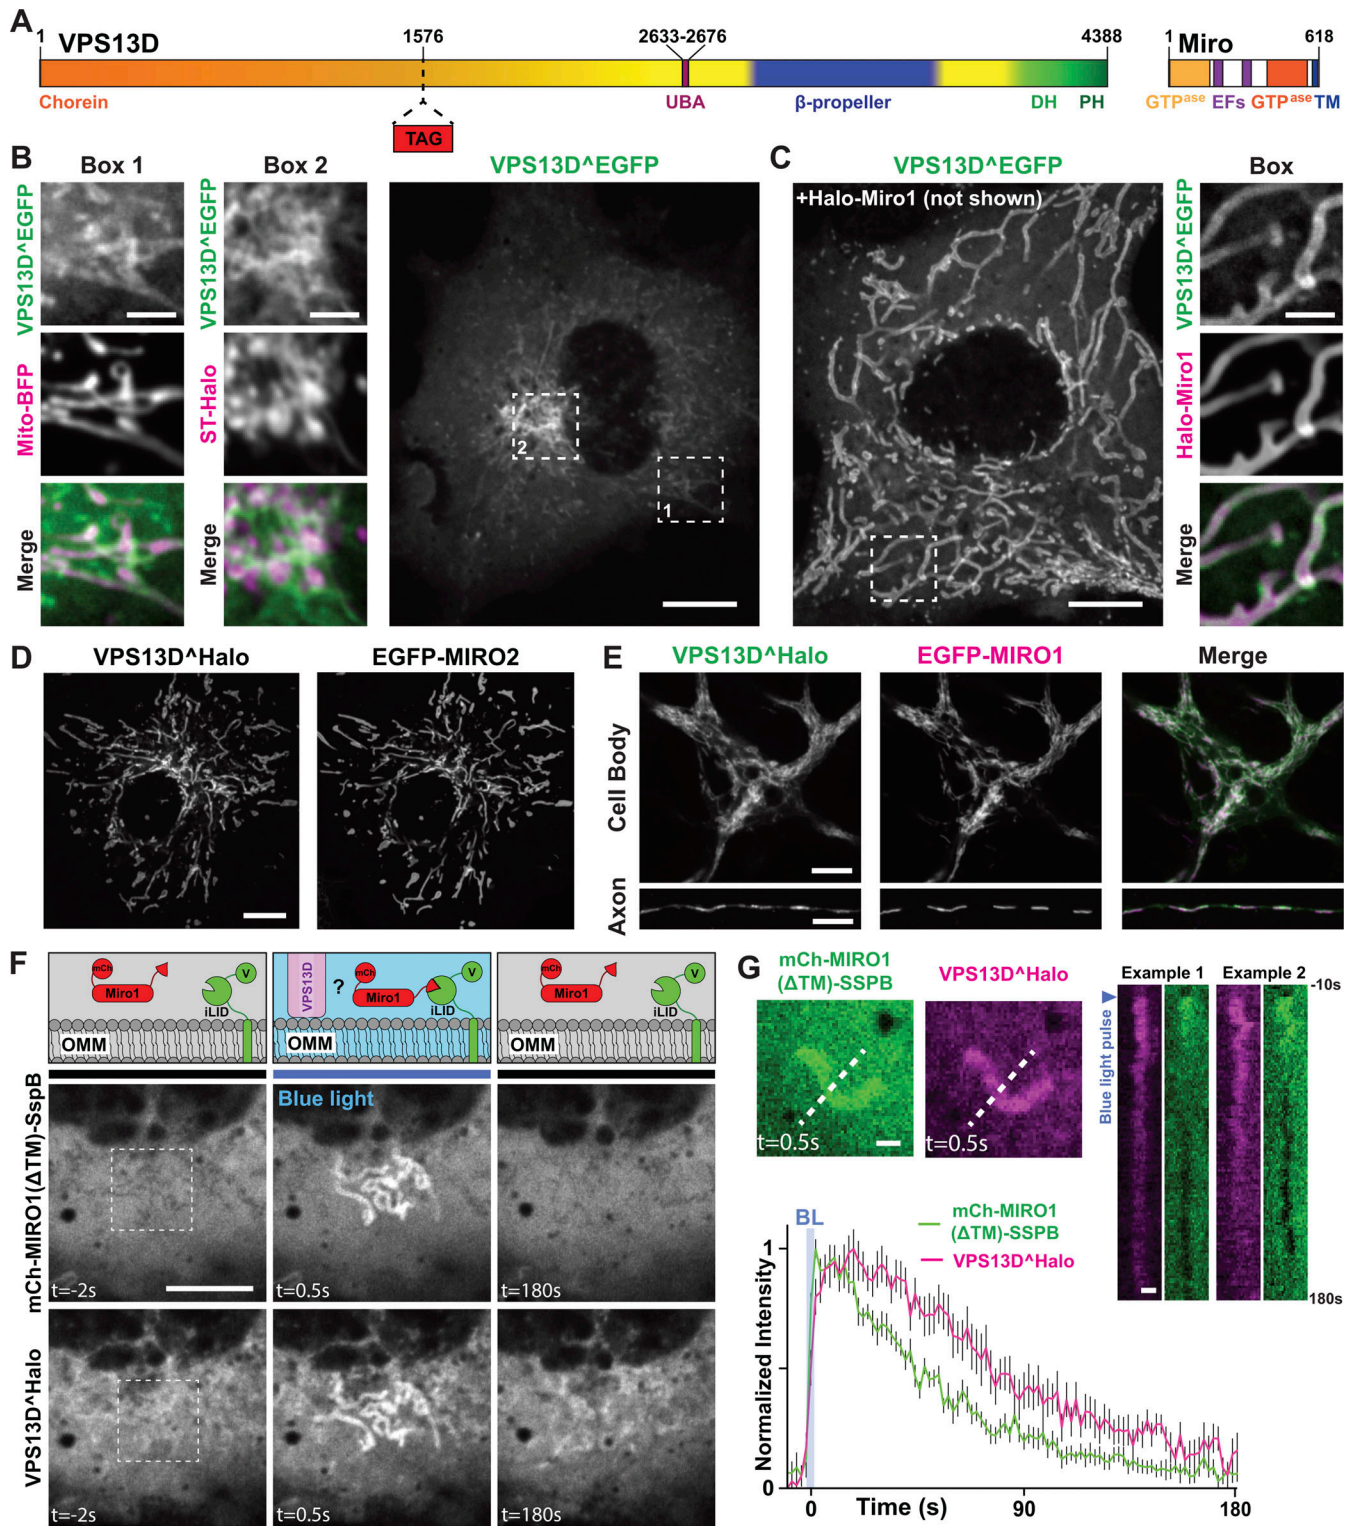 A
1
VPS13D
1576
2633-2676
4388
1
Miro
618
Chorein
UBA
β-propeller
DH
PH
GTPase
EFs
GTPase
TM
TAG
B
Box 1
Box 2
VPS13D^EGFP
VPS13D^EGFP
VPS13D^EGFP
Mito-BFP
ST-Halo
Merge
Merge
2
1
C
VPS13D^EGFP
+Halo-Miro1 (not shown)
Box
VPS13D^EGFP
Halo-Miro1
Merge
D
VPS13D^Halo
EGFP-MIRO2
E
VPS13D^Halo
EGFP-MIRO1
Merge
Cell Body
Axon
F
mCh
Miro1
V
iLID
OMM
VPS13D
?
mCh
Miro1
V
iLID
OMM
mCh
Miro1
V
iLID
OMM
mCh-MIRO1(ΔTM)-SspB
Blue light
t=-2s
t=0.5s
t=180s
VPS13D^Halo
t=-2s
t=0.5s
t=180s
G
mCh-MIRO1
(ΔTM)-SSPB
VPS13D^Halo
t=0.5s
t=0.5s
Example 1
Example 2
-10s
Blue light pulse
180s
BL
mCh-MIRO1
(ΔTM)-SSPB
VPS13D^Halo
Normalized Intensity
1
0
0
90
180
Time (s)